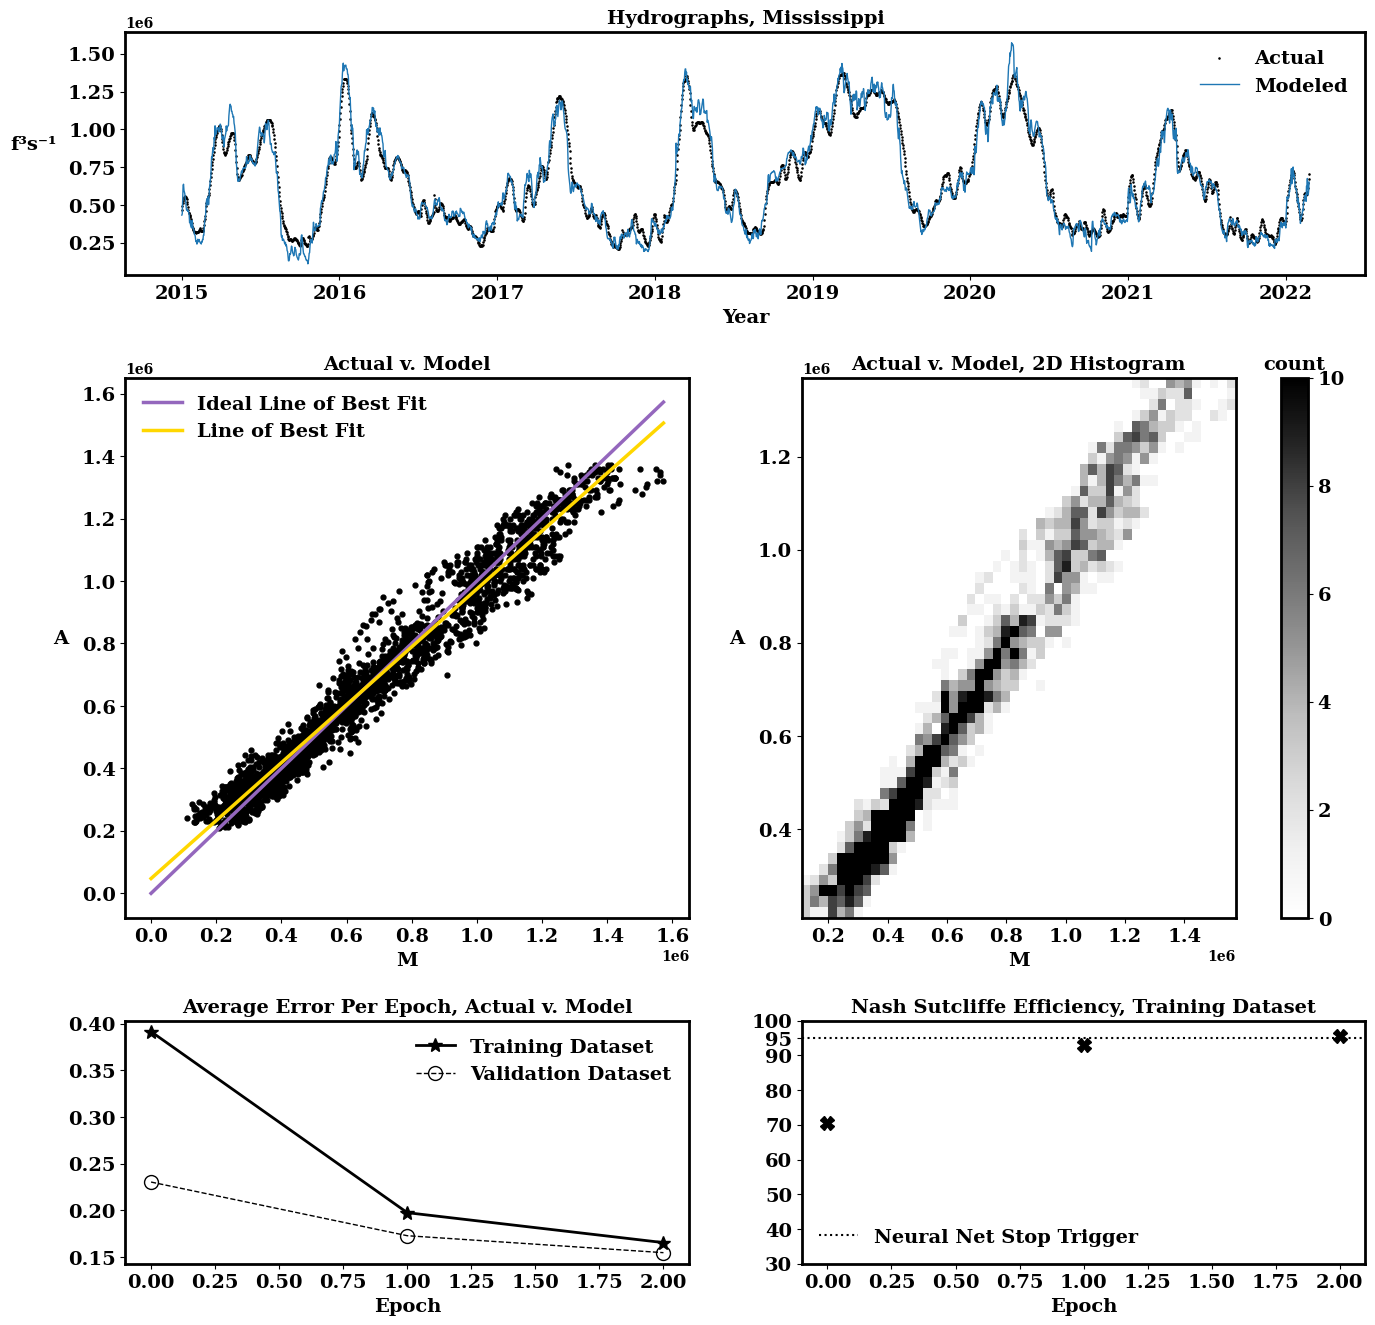 Hydrographs, Mississippi
1e6
1.50
1.25
1.00
0.75
0.50
0.25
f³s⁻¹
Actual
Modeled
2015 2016 2017 2018 2019 2020 2021 2022
Year
Actual v. Model
1e6
1.6
1.4
1.2
1.0
0.8
0.6
0.4
0.2
0.0
A
Ideal Line of Best Fit
Line of Best Fit
0.0 0.2 0.4 0.6 0.8 1.0 1.2 1.4 1.6
M
1e6
Actual v. Model, 2D Histogram
1e6
1.2
1.0
0.8
0.6
0.4
A
0.2 0.4 0.6 0.8 1.0 1.2 1.4
M
1e6
count
10
8
6
4
2
0
Average Error Per Epoch, Actual v. Model
0.40
0.35
0.30
0.25
0.20
0.15
Training Dataset
Validation Dataset
0.00 0.25 0.50 0.75 1.00 1.25 1.50 1.75 2.00
Epoch
Nash Sutcliffe Efficiency, Training Dataset
100
95
90
80
70
60
50
40
30
Neural Net Stop Trigger
0.00 0.25 0.50 0.75 1.00 1.25 1.50 1.75 2.00
Epoch